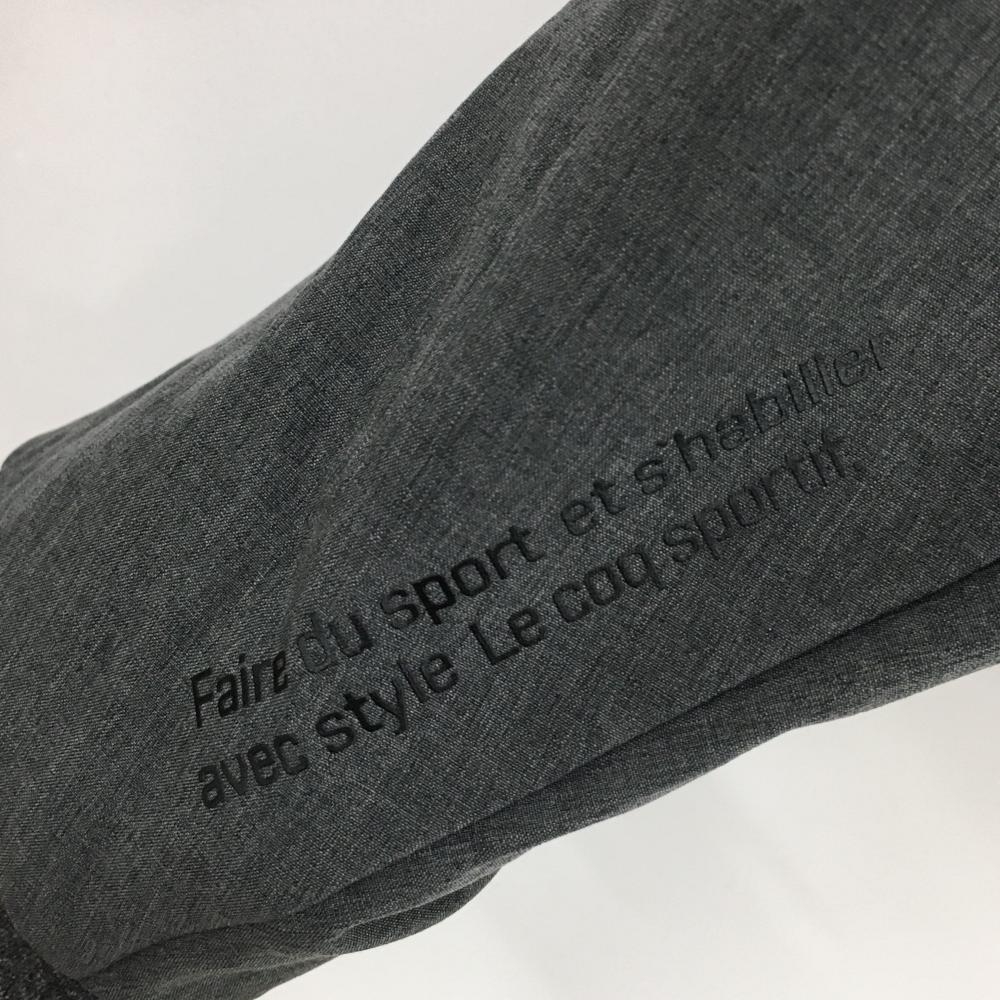 Faire du sport et s'habiller
avec style Le coq sportif.